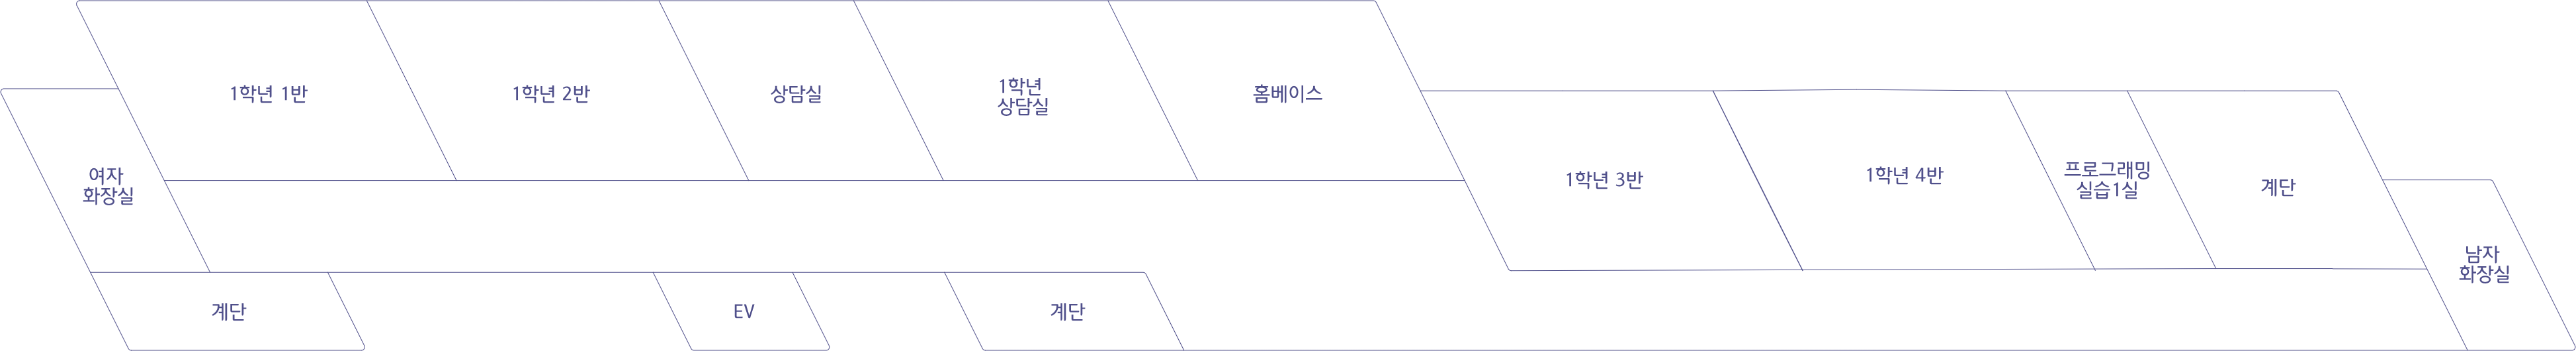 1학년 1반
1학년 2반
상담실
1학년
상담실
홈베이스
여자
화장실
1학년 3반
1학년 4반
프로그래밍
실습1실
계단
남자
화장실
계단
EV
계단